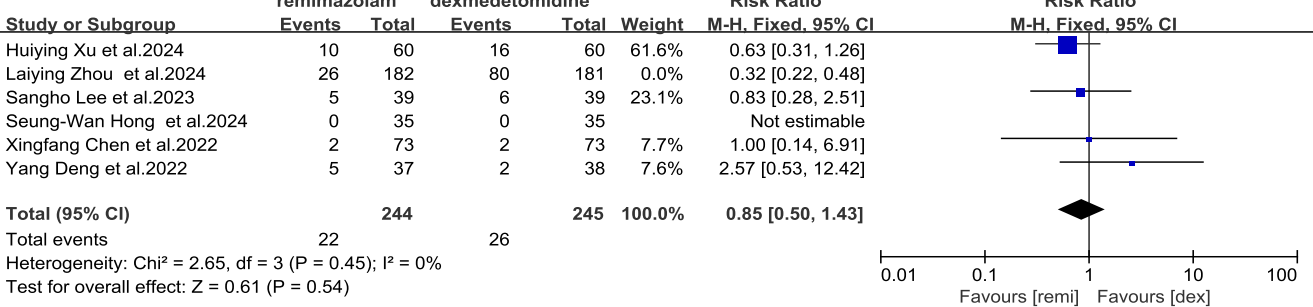 remimazolam dexmedetomidine Risk Ratio Risk Ratio
Study or Subgroup Events Total Events Total Weight M-H, Fixed, 95% CI M-H, Fixed, 95% CI
Huiying Xu et al.2024 10 60 16 60 61.6% 0.63 [0.31, 1.26]
Laiying Zhou et al.2024 26 182 80 181 0.0% 0.32 [0.22, 0.48]
Sangho Lee et al.2023 5 39 6 39 23.1% 0.83 [0.28, 2.51]
Seung-Wan Hong et al.2024 0 35 0 35 Not estimable
Xingfang Chen et al.2022 2 73 2 73 7.7% 1.00 [0.14, 6.91]
Yang Deng et al.2022 5 37 2 38 7.6% 2.57 [0.53, 12.42]
Total (95% CI) 244 245 100.0% 0.85 [0.50, 1.43]
Total events 22 26
Heterogeneity: Chi² = 2.65, df = 3 (P = 0.45); I² = 0%
Test for overall effect: Z = 0.61 (P = 0.54)
0.01 0.1 1 10 100
Favours [remi] Favours [dex]